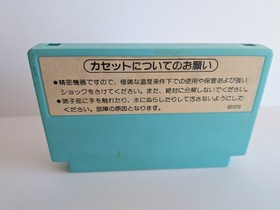 カセットについてのお願い
●精密機器ですので、極端な温度条件下での使用や保管および強い
ショックをさけてください。また、絶対に分解しないでください。
●端子部に手を触れたり、水にぬらしたりして汚さないようにして
ください。故障の原因となります。